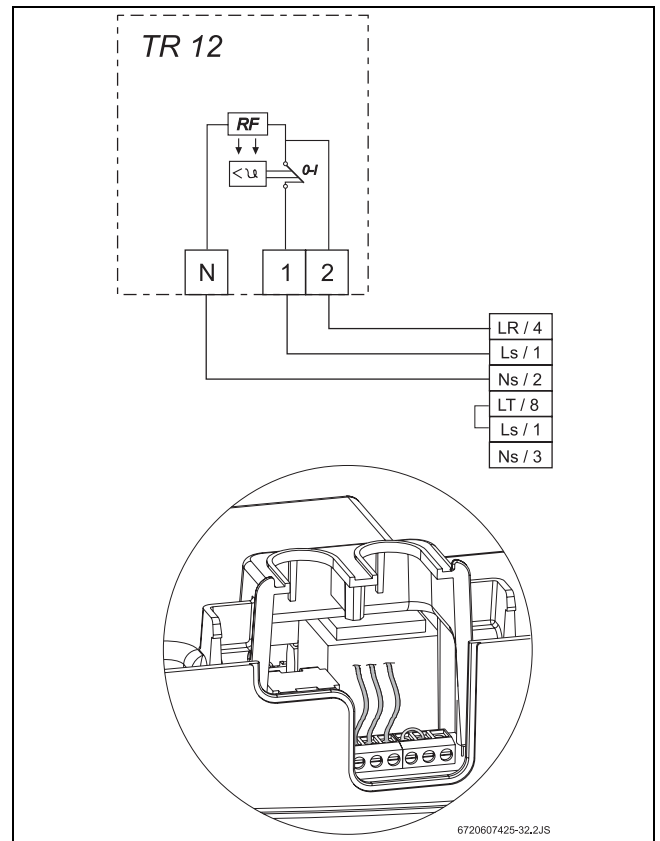 TR 12
RF
< ϑ
0-I
N
1
2
LR / 4
Ls / 1
Ns / 2
LT / 8
Ls / 1
Ns / 3
6720607425-32.2JS